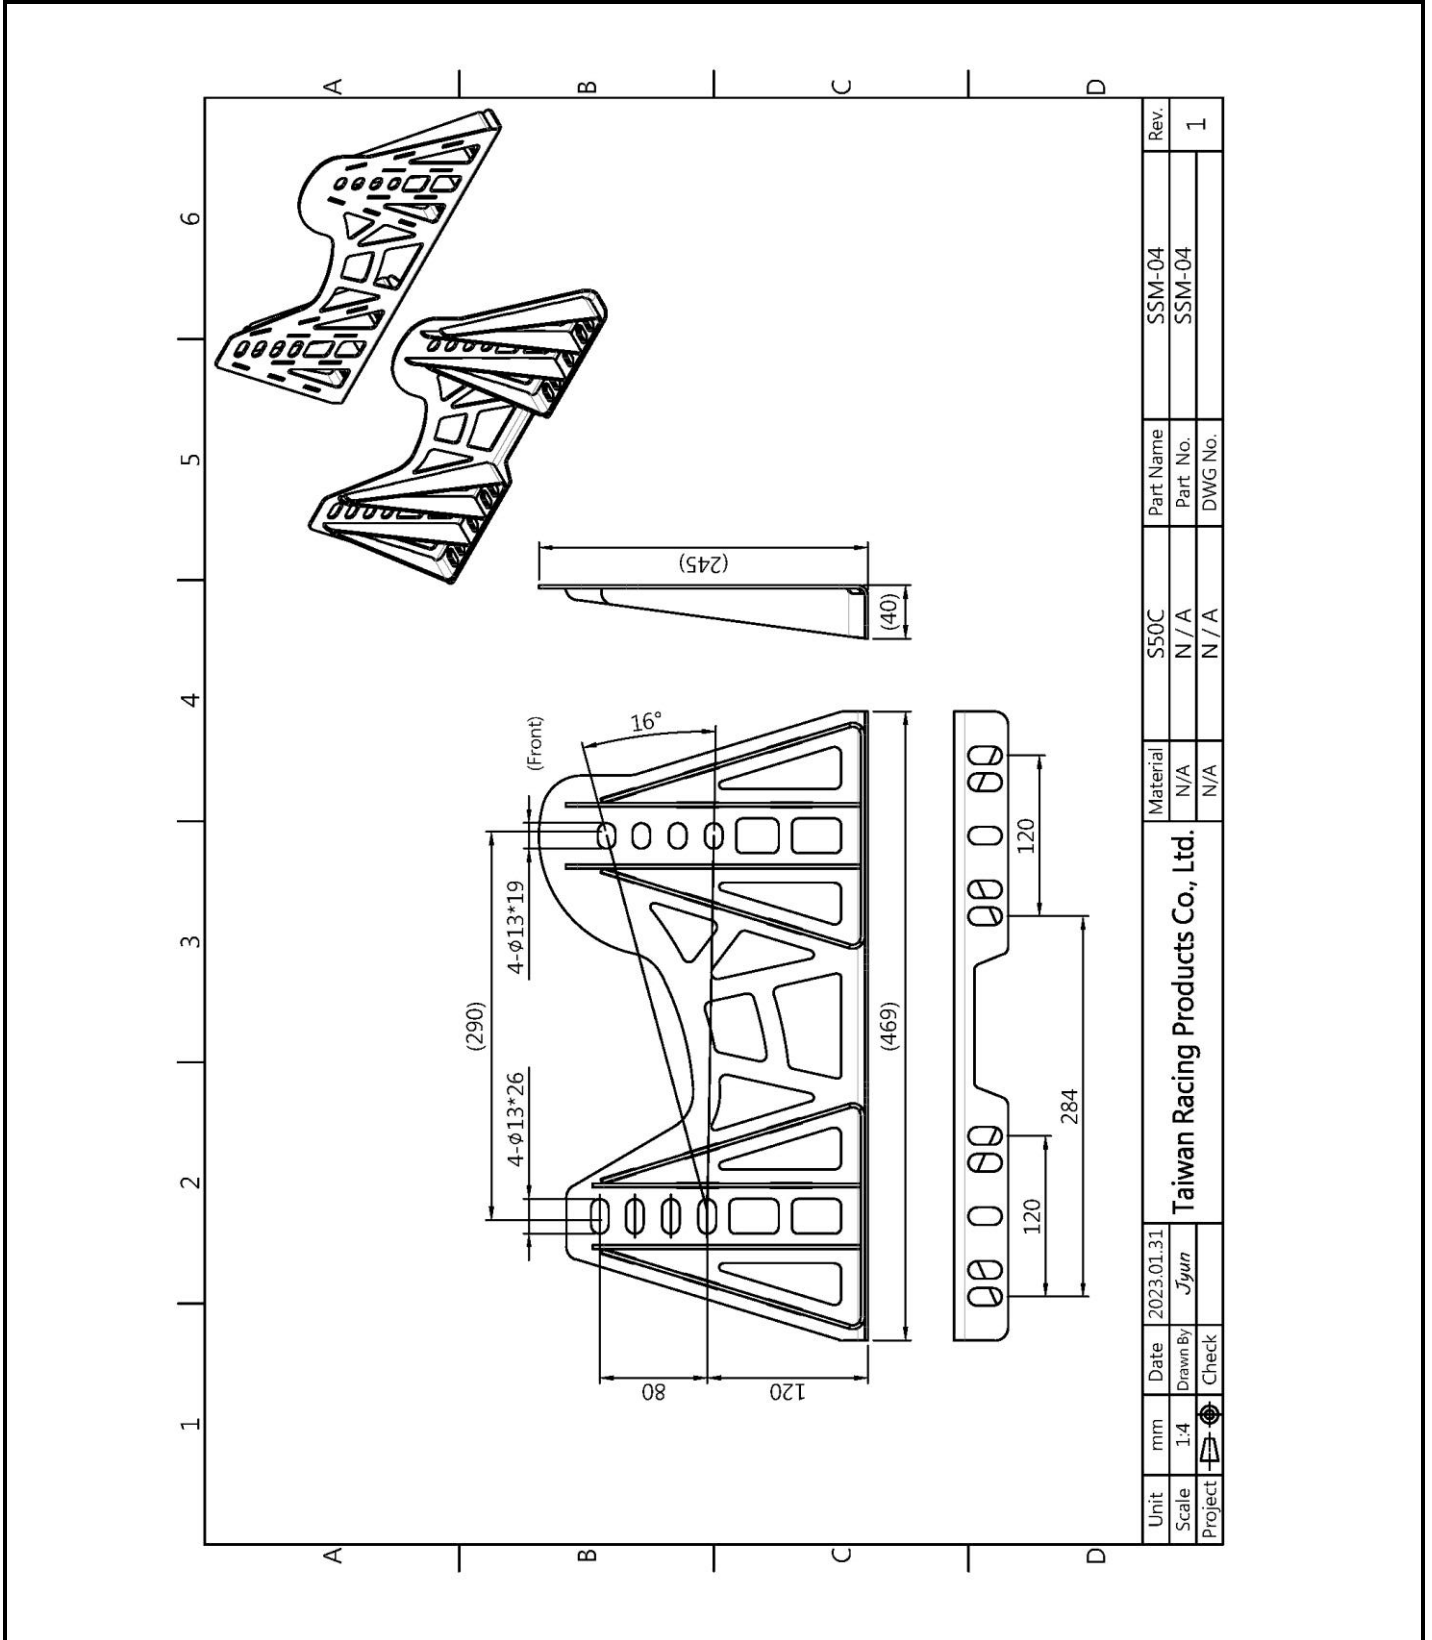 1 2 3 4 5 6
A
B
C
D
A
B
C
D
(Front)
16°
(290)
4-ϕ13*26
4-ϕ13*19
80
120
(469)
(245)
(40)
120
120
284
Unit mm Date 2023.01.31 Taiwan Racing Products Co., Ltd. Material S50C Part Name SSM-04 Rev.
Scale 1:4 Drawn By Jyun N/A N / A Part No. SSM-04 1
Project Check N/A N / A DWG No.